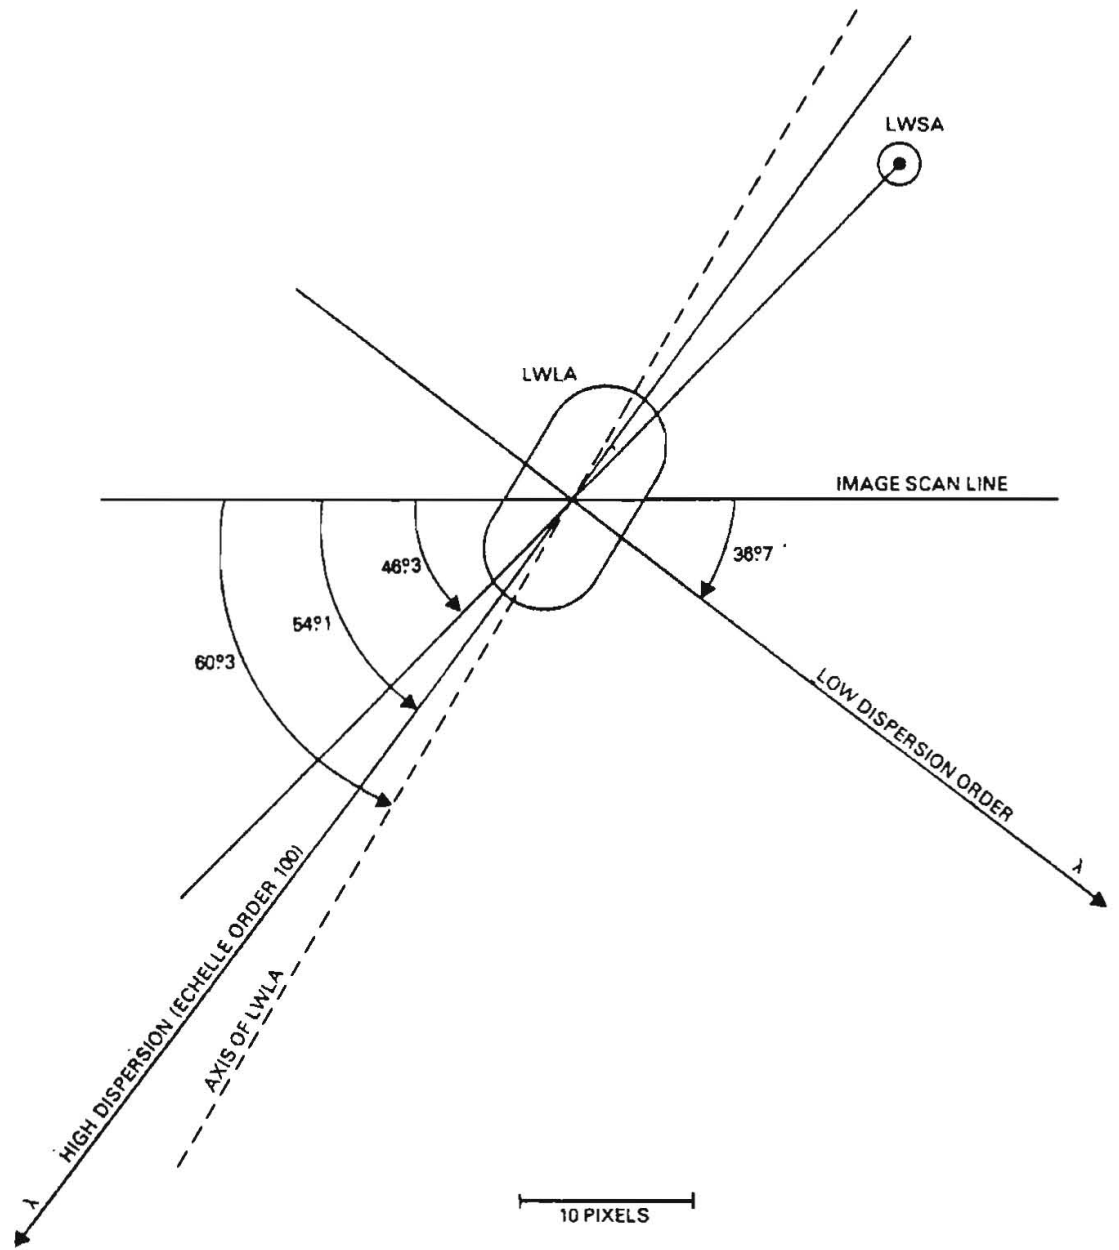 LWSA
LWLA
IMAGE SCAN LINE
46°.3
38°.7
54°.1
60°.3
LOW DISPERSION ORDER
λ
HIGH DISPERSION (ECHELLE ORDER 100)
AXIS OF LWLA
λ
10 PIXELS